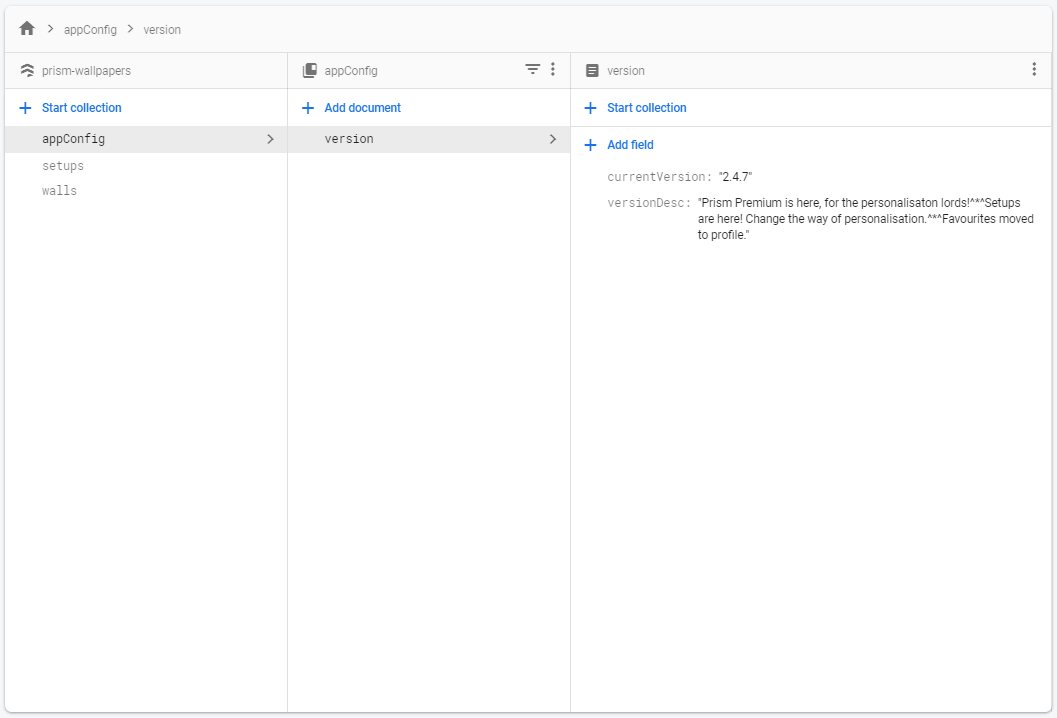 appConfig version
prism-wallpapers
Start collection
appConfig
setups
walls
appConfig
Add document
version
version
Start collection
Add field
currentVersion: "2.4.7"
versionDesc: "Prism Premium is here, for the personalisaton lords!^*^Setups
are here! Change the way of personalisation.^*^Favourites moved
to profile."